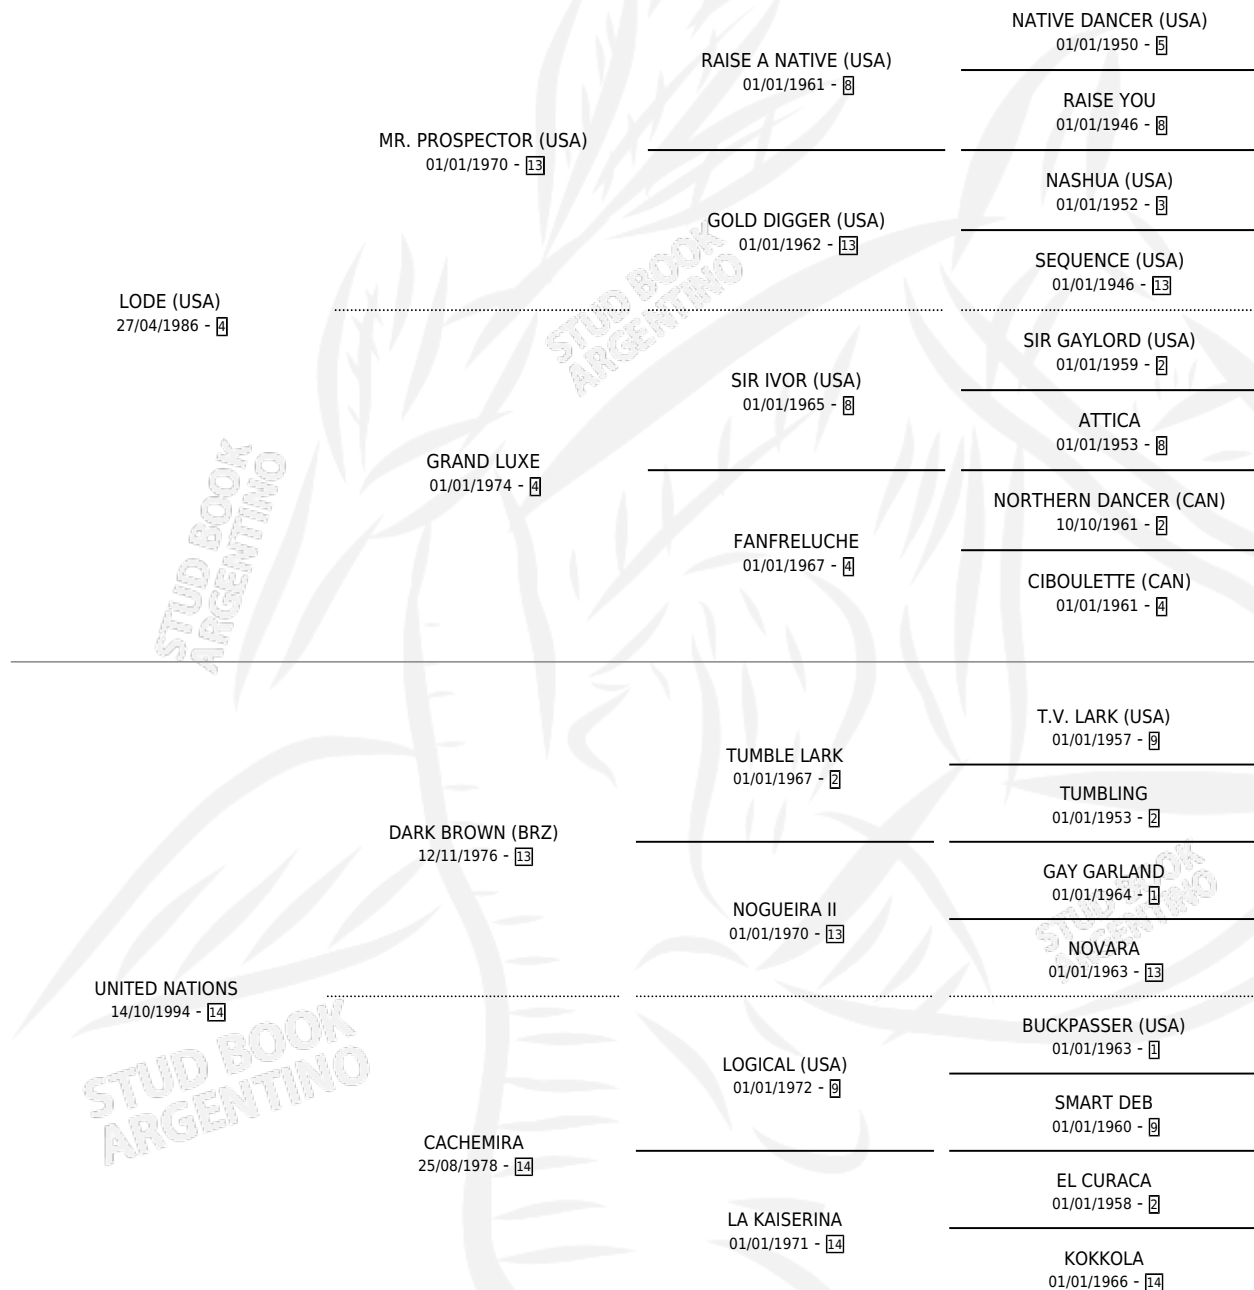 NATIVE DANCER (USA)
01/01/1950 - 5
RAISE A NATIVE (USA)
01/01/1961 - 8
RAISE YOU
01/01/1946 - 8
MR. PROSPECTOR (USA)
01/01/1970 - 13
NASHUA (USA)
01/01/1952 - 3
GOLD DIGGER (USA)
01/01/1962 - 13
SEQUENCE (USA)
01/01/1946 - 13
LODE (USA)
27/04/1986 - 4
STUD BOOK
ARGENTINO
SIR GAYLORD (USA)
01/01/1959 - 2
SIR IVOR (USA)
01/01/1965 - 8
ATTICA
01/01/1953 - 8
GRAND LUXE
01/01/1974 - 4
NORTHERN DANCER (CAN)
10/10/1961 - 2
FANFRELUCHE
01/01/1967 - 4
CIBOULETTE (CAN)
01/01/1961 - 4
STUD BOOK
ARGENTINO
T.V. LARK (USA)
01/01/1957 - 9
TUMBLE LARK
01/01/1967 - 2
TUMBLING
01/01/1953 - 2
DARK BROWN (BRZ)
12/11/1976 - 13
GAY GARLAND
01/01/1964 - 1
NOGUEIRA II
01/01/1970 - 13
NOVARA
01/01/1963 - 13
STUD BOOK
ARGENTINO
UNITED NATIONS
14/10/1994 - 14
BUCKPASSER (USA)
01/01/1963 - 1
LOGICAL (USA)
01/01/1972 - 9
SMART DEB
01/01/1960 - 9
STUD BOOK
ARGENTINO
CACHEMIRA
25/08/1978 - 14
EL CURACA
01/01/1958 - 2
LA KAISERINA
01/01/1971 - 14
KOKKOLA
01/01/1966 - 14